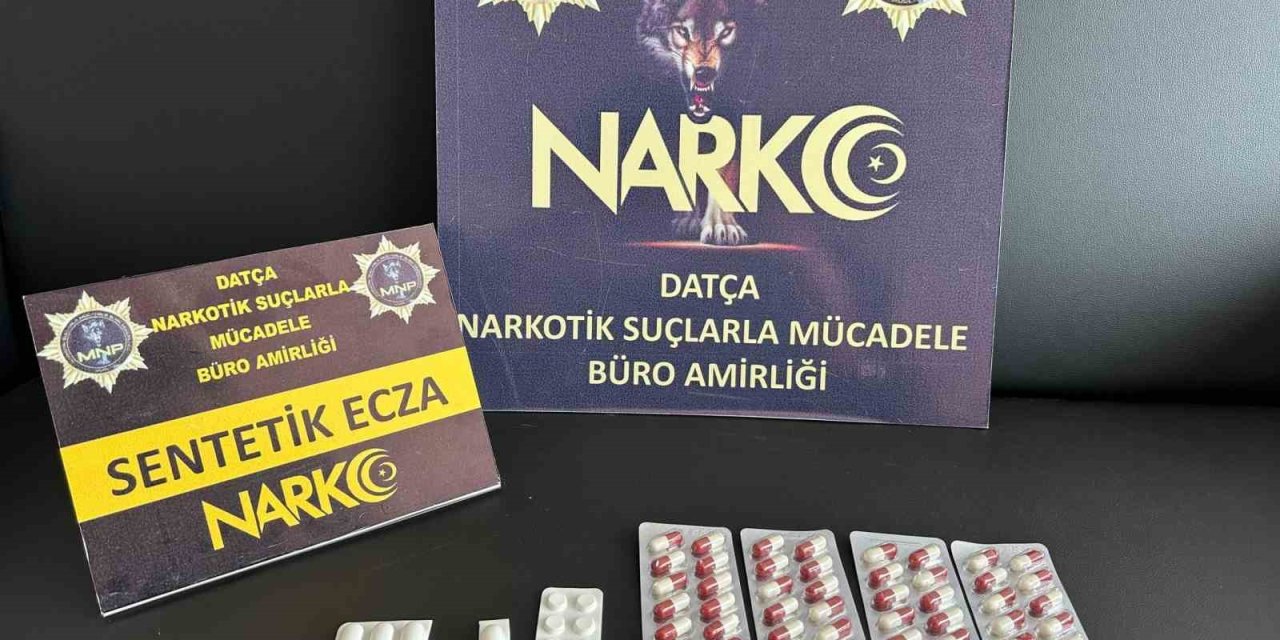 NARKO
DATÇA
NARKOTİK SUÇLARLA MÜCADELE
BÜRO AMİRLİĞİ
DATÇA
NARKOTİK SUÇLARLA
MÜCADELE
BÜRO AMİRLİĞİ
MNP
MNP
SENTETİK ECZA
NARKO